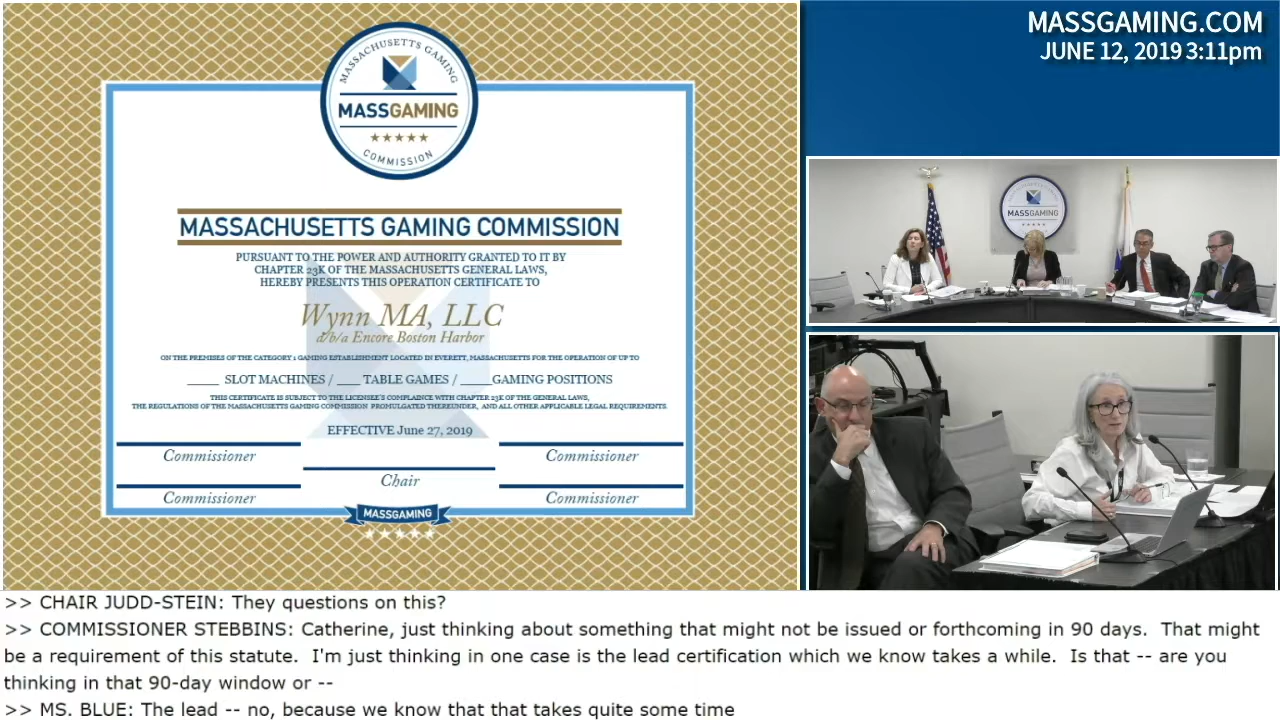 MASSACHUSETTS GAMING
MASSGAMING
COMMISSION
MASSACHUSETTS GAMING COMMISSION
PURSUANT TO THE POWER AND AUTHORITY GRANTED TO IT BY
CHAPTER 23K OF THE MASSACHUSETTS GENERAL LAWS,
HEREBY PRESENTS THIS OPERATION CERTIFICATE TO
Wynn MA, LLC
d/b/a Encore Boston Harbor
ON THE PREMISES OF THE CATEGORY 1 GAMING ESTABLISHMENT LOCATED IN EVERETT, MASSACHUSETTS FOR THE OPERATION OF UP TO
_____ SLOT MACHINES / ____ TABLE GAMES / _____GAMING POSITIONS
THIS CERTIFICATE IS SUBJECT TO THE LICENSEE'S COMPLAINCE WITH CHAPTER 23K OF THE GENERAL LAWS,
THE REGULATIONS OF THE MASSACHUSETTS GAMING COMMISSION PROMULGATED THEREUNDER, AND ALL OTHER APPLICABLE LEGAL REQUIREMENTS.
EFFECTIVE June 27, 2019
Commissioner
Commissioner
Chair
Commissioner
Commissioner
MASSGAMING
MASSGAMING.COM
JUNE 12, 2019 3:11pm
MASSGAMING
>> CHAIR JUDD-STEIN: They questions on this?
>> COMMISSIONER STEBBINS: Catherine, just thinking about something that might not be issued or forthcoming in 90 days. That might
be a requirement of this statute. I'm just thinking in one case is the lead certification which we know takes a while. Is that -- are you
thinking in that 90-day window or --
>> MS. BLUE: The lead -- no, because we know that that takes quite some time